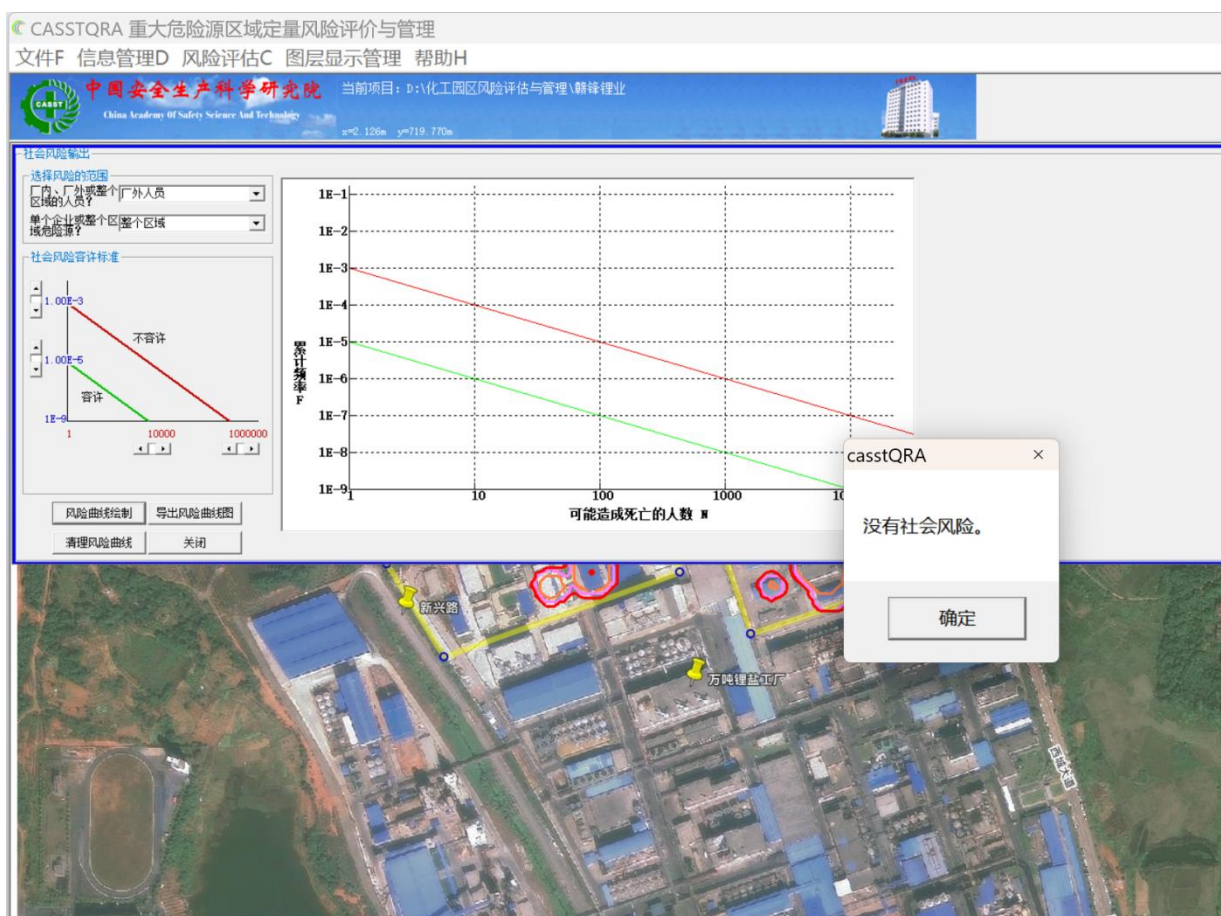 CASSTQRA 重大危险源区域定量风险评价与管理
文件F 信息管理D 风险评估C 图层显示管理 帮助H
CASST
中国安全生产科学研究院
China Academy Of Safety Science And Technology
当前项目：D:\化工园区风险评估与管理\赣锋锂业
x=2.126m y=719.770m
社会风险输出
选择风险的范围
厂内、厂外或整个区域的人员？
厂外人员
单个企业或整个区域危险源？
整个区域
社会风险容许标准
1.00E-3
不容许
1.00E-5
容许
1E-9
1 10000 1000000
风险曲线绘制 导出风险曲线图
清理风险曲线 关闭
1E-1
1E-2
1E-3
1E-4
1E-5
1E-6
1E-7
1E-8
1E-9
累计频率F
1 10 100 1000
可能造成死亡的人数 N
casstQRA
没有社会风险。
确定
新兴路
万吨锂盐工厂